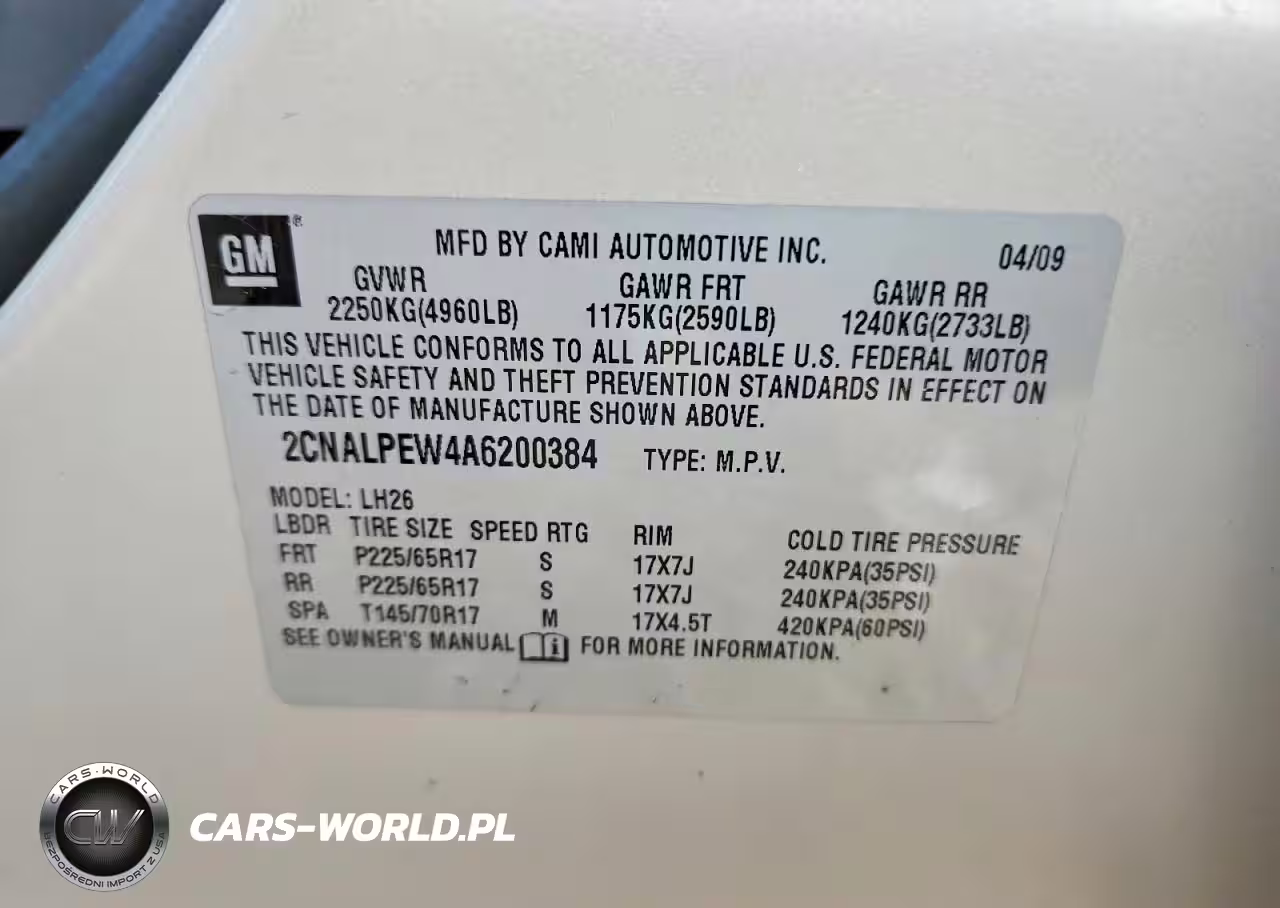 GM ®
MFD BY CAMI AUTOMOTIVE INC. 04/09
GVWR GAWR FRT GAWR RR
2250KG(4960LB) 1175KG(2590LB) 1240KG(2733LB)
THIS VEHICLE CONFORMS TO ALL APPLICABLE U.S. FEDERAL MOTOR
VEHICLE SAFETY AND THEFT PREVENTION STANDARDS IN EFFECT ON
THE DATE OF MANUFACTURE SHOWN ABOVE.
2CNALPEW4A6200384 TYPE: M.P.V.
MODEL: LH26
LBDR TIRE SIZE SPEED RTG RIM COLD TIRE PRESSURE
FRT P225/65R17 S 17X7J 240KPA(35PSI)
RR P225/65R17 S 17X7J 240KPA(35PSI)
SPA T145/70R17 M 17X4.5T 420KPA(60PSI)
SEE OWNER'S MANUAL i FOR MORE INFORMATION.
CARS-WORLD
CW
BEZPOŚREDNI IMPORT Z USA
CARS-WORLD.PL